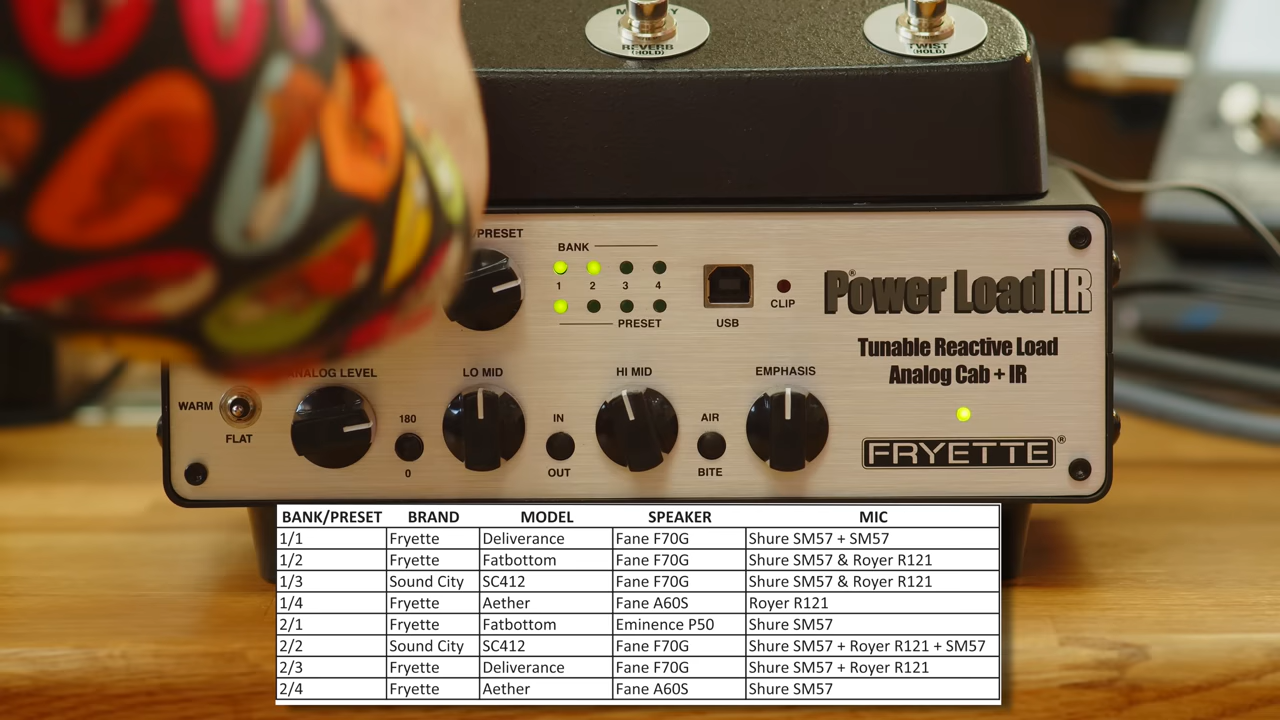 REVERB
(HOLD)
TWIST
(HOLD)
/PRESET
BANK
1 2 3 4
PRESET
USB
CLIP
Power Load IR
Tunable Reactive Load
Analog Cab + IR
WARM
FLAT
ANALOG LEVEL
180
0
LO MID
IN
OUT
HI MID
AIR
BITE
EMPHASIS
FRYETTE®
BANK/PRESET BRAND MODEL SPEAKER MIC
1/1 Fryette Deliverance Fane F70G Shure SM57 + SM57
1/2 Fryette Fatbottom Fane F70G Shure SM57 & Royer R121
1/3 Sound City SC412 Fane F70G Shure SM57 & Royer R121
1/4 Fryette Aether Fane A60S Royer R121
2/1 Fryette Fatbottom Eminence P50 Shure SM57
2/2 Sound City SC412 Fane F70G Shure SM57 + Royer R121 + SM57
2/3 Fryette Deliverance Fane F70G Shure SM57 + Royer R121
2/4 Fryette Aether Fane A60S Shure SM57